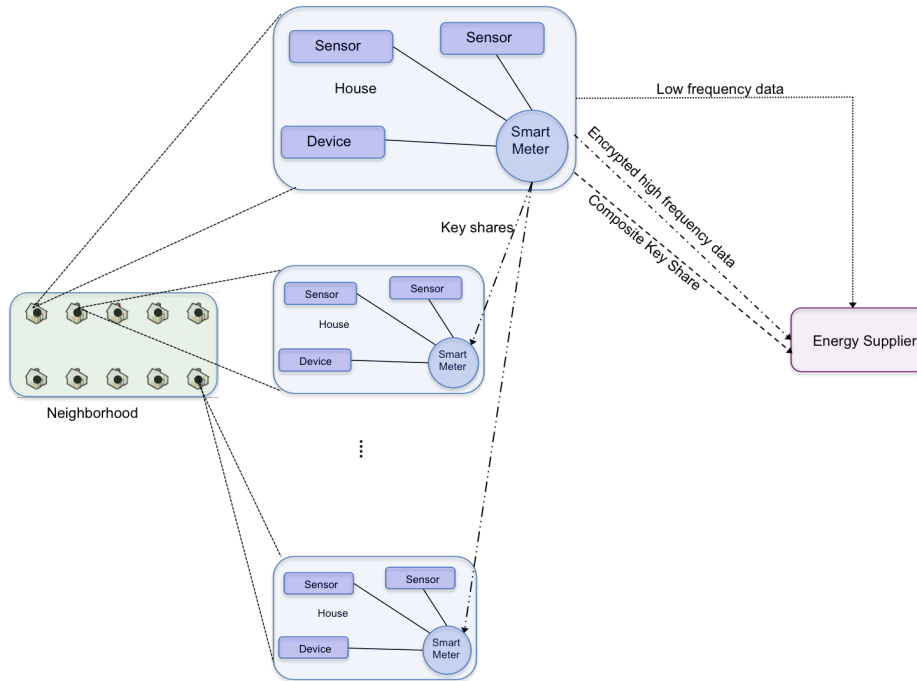 Sensor
Sensor
House
Device
Smart
Meter
Low frequency data
Encrypted high frequency data
Composite Key Share
Key shares
Energy Supplier
Neighborhood
Sensor
Sensor
House
Device
Smart
Meter
Sensor
Sensor
House
Device
Smart
Meter